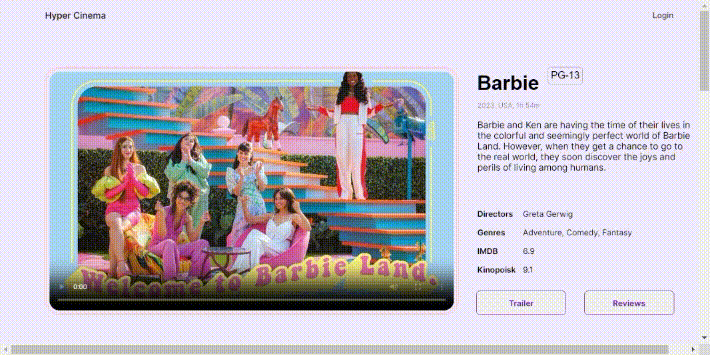 Hyper Cinema
Login
Barbie PG-13
2023, USA, 1h 54m
Barbie and Ken are having the time of their lives in
the colorful and seemingly perfect world of Barbie
Land. However, when they get a chance to go to
the real world, they soon discover the joys and
perils of living among humans.
Directors Greta Gerwig
Genres Adventure, Comedy, Fantasy
IMDB 6.9
Kinopoisk 9.1
Welcome to Barbie Land.
0:00
Trailer
Reviews